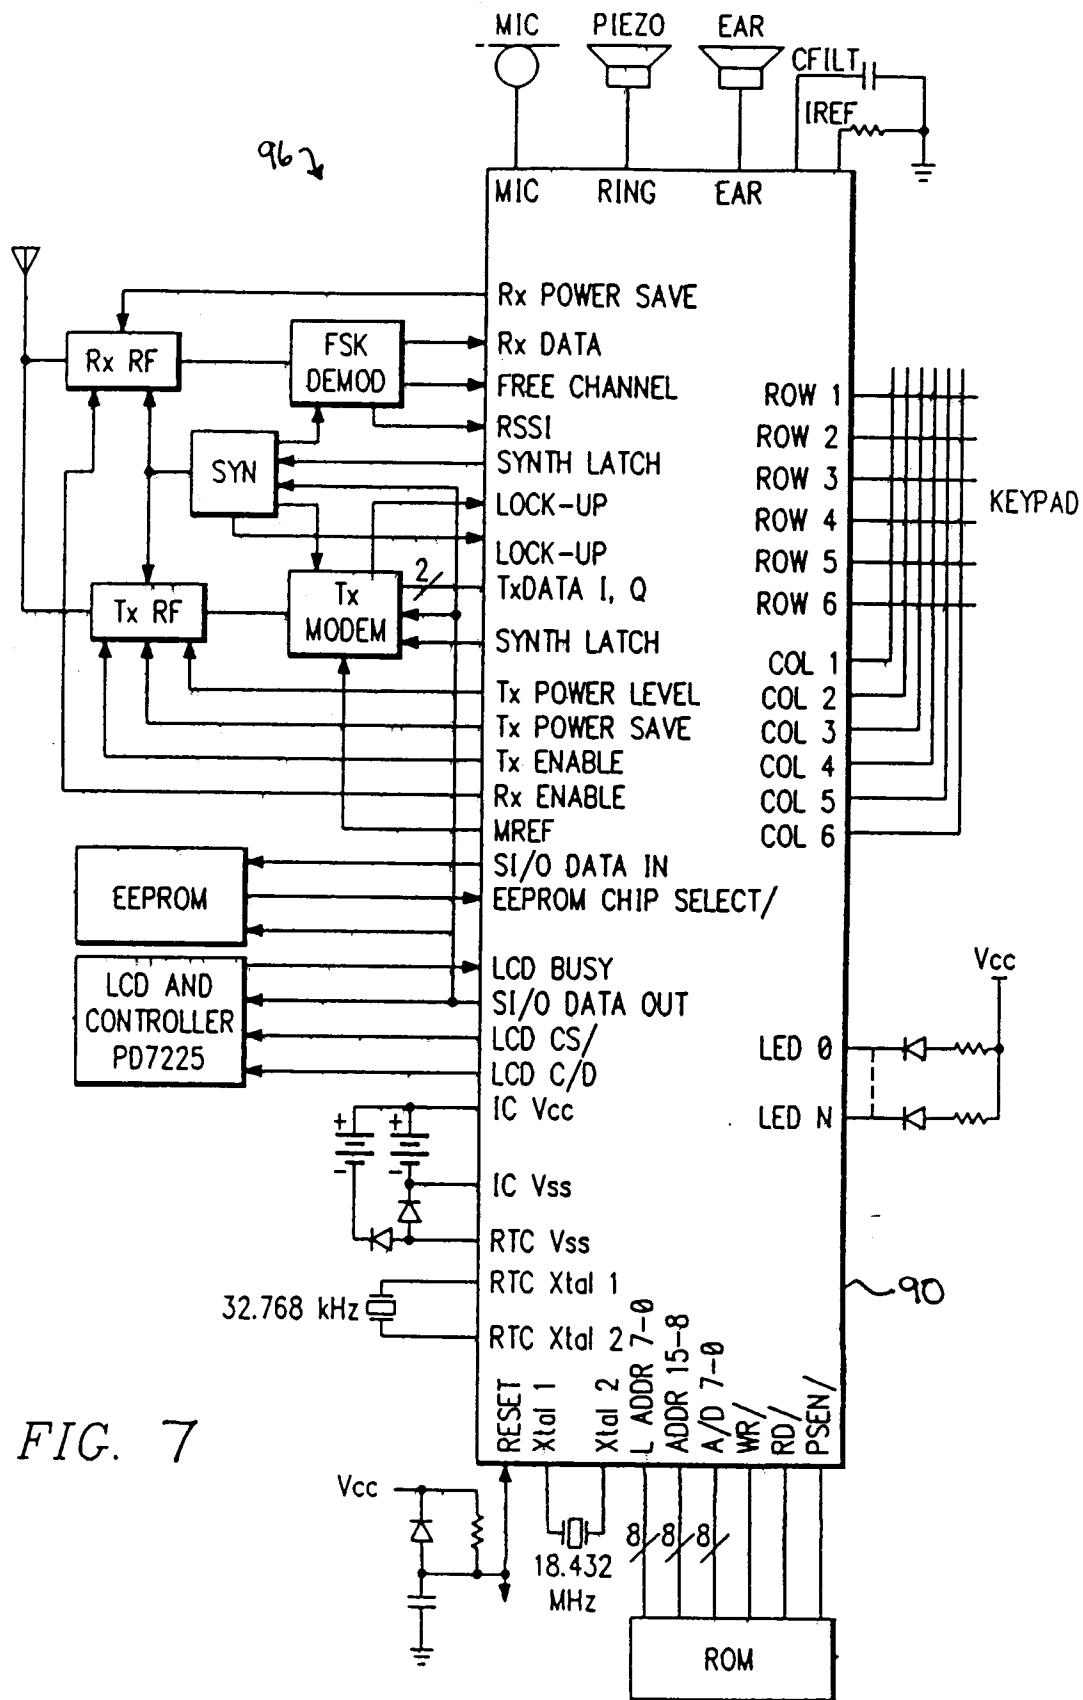 MIC PIEZO EAR
CFILT
IREF
96
MIC RING EAR
Rx POWER SAVE
Rx RF
FSK DEMOD
Rx DATA
FREE CHANNEL
RSSI
SYN
SYNTH LATCH
LOCK-UP
LOCK-UP
2
TxDATA I, Q
Tx RF
Tx MODEM
SYNTH LATCH
Tx POWER LEVEL
Tx POWER SAVE
Tx ENABLE
Rx ENABLE
MREF
ROW 1
ROW 2
ROW 3
ROW 4
ROW 5
ROW 6
KEYPAD
COL 1
COL 2
COL 3
COL 4
COL 5
COL 6
EEPROM
SI/O DATA IN
EEPROM CHIP SELECT/
LCD AND
CONTROLLER
PD7225
LCD BUSY
SI/O DATA OUT
LCD CS/
LCD C/D
Vcc
LED 0
LED N
+ +
- -
IC Vcc
IC Vss
RTC Vss
RTC Xtal 1
32.768 kHz
RTC Xtal 2
90
RESET
Xtal 1
Xtal 2
L ADDR 7-0
ADDR 15-8
A/D 7-0
WR/
RD/
PSEN/
FIG. 7
Vcc
18.432
MHz
8 8 8
ROM